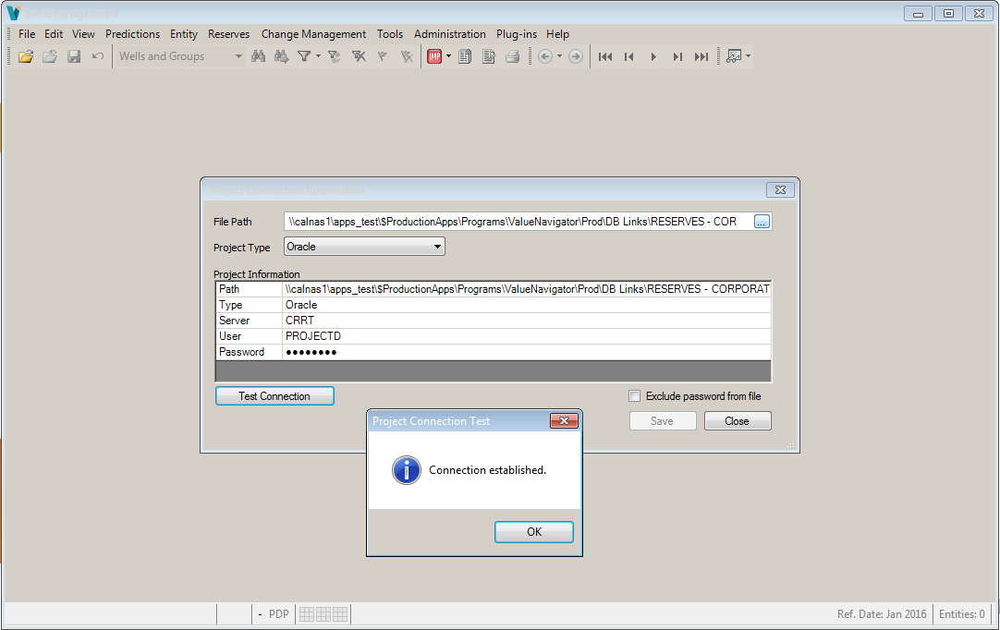 Value Navigator 6.4
File Edit View Predictions Entity Reserves Change Management Tools Administration Plug-ins Help
Wells and Groups
IMP
Project Connection Information
File Path \\calnas1\apps_test\$ProductionApps\Programs\ValueNavigator\Prod\DB Links\RESERVES - COR ...
Project Type Oracle
Project Information
Path \\calnas1\apps_test\$ProductionApps\Programs\ValueNavigator\Prod\DB Links\RESERVES - CORPORAT
Type Oracle
Server CRRT
User PROJECTD
Password ●●●●●●●●
Test Connection
Exclude password from file
Save Close
Project Connection Test
Connection established.
OK
- PDP
Ref. Date: Jan 2016 Entities: 0